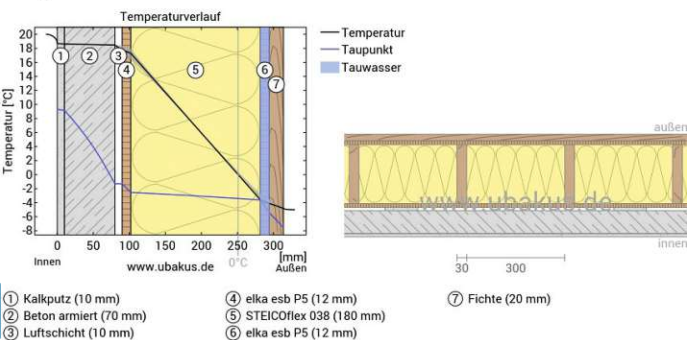 Temperaturverlauf
Temperatur
Taupunkt
Tauwasser
Temperatur [°C]
20
18
16
14
12
10
8
6
4
2
0
-2
-4
-6
-8
1
2
3
4
5
6
7
0
50
100
150
200
250
300
[mm]
Innen
www.ubakus.de
0°C
Außen
außen
www.ubakus.de
innen
30
300
1 Kalkputz (10 mm)
2 Beton armiert (70 mm)
3 Luftschicht (10 mm)
4 elka esb P5 (12 mm)
5 STEICOflex 038 (180 mm)
6 elka esb P5 (12 mm)
7 Fichte (20 mm)